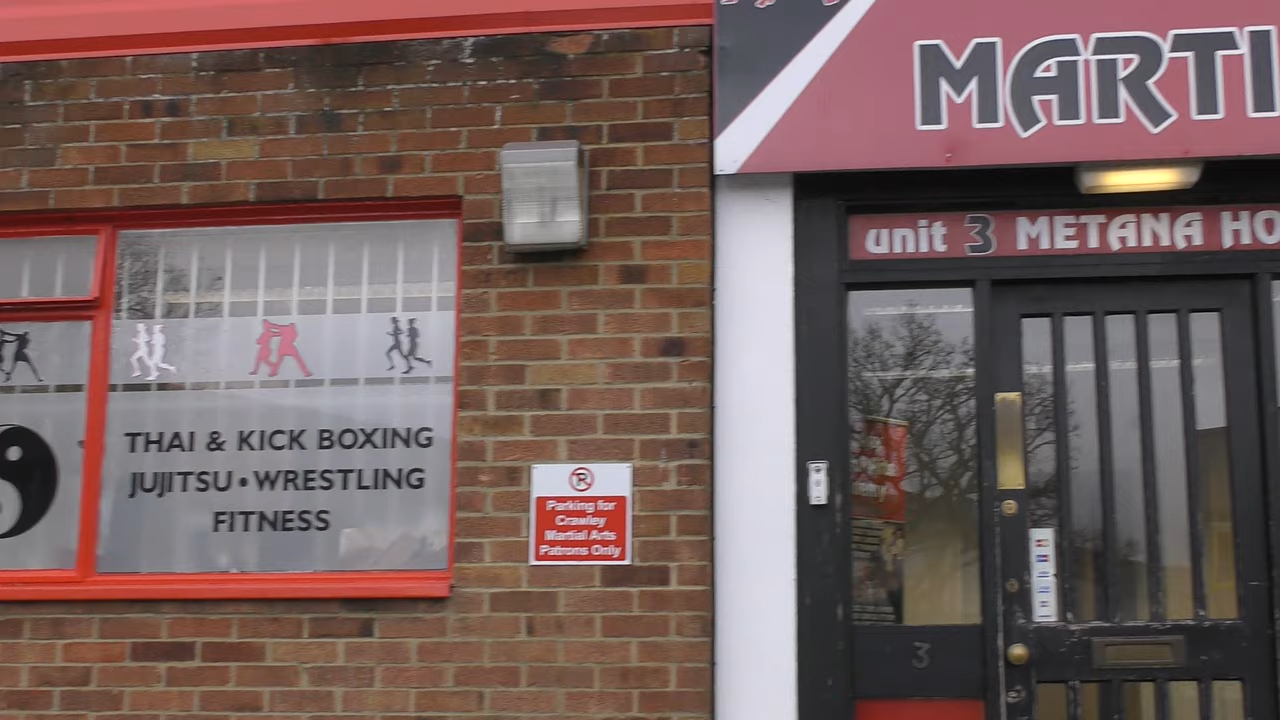 MARTI
unit 3 METANA HO
THAI & KICK BOXING
JUJITSU • WRESTLING
FITNESS
Parking for
Crawley
Martial Arts
Patrons Only
3